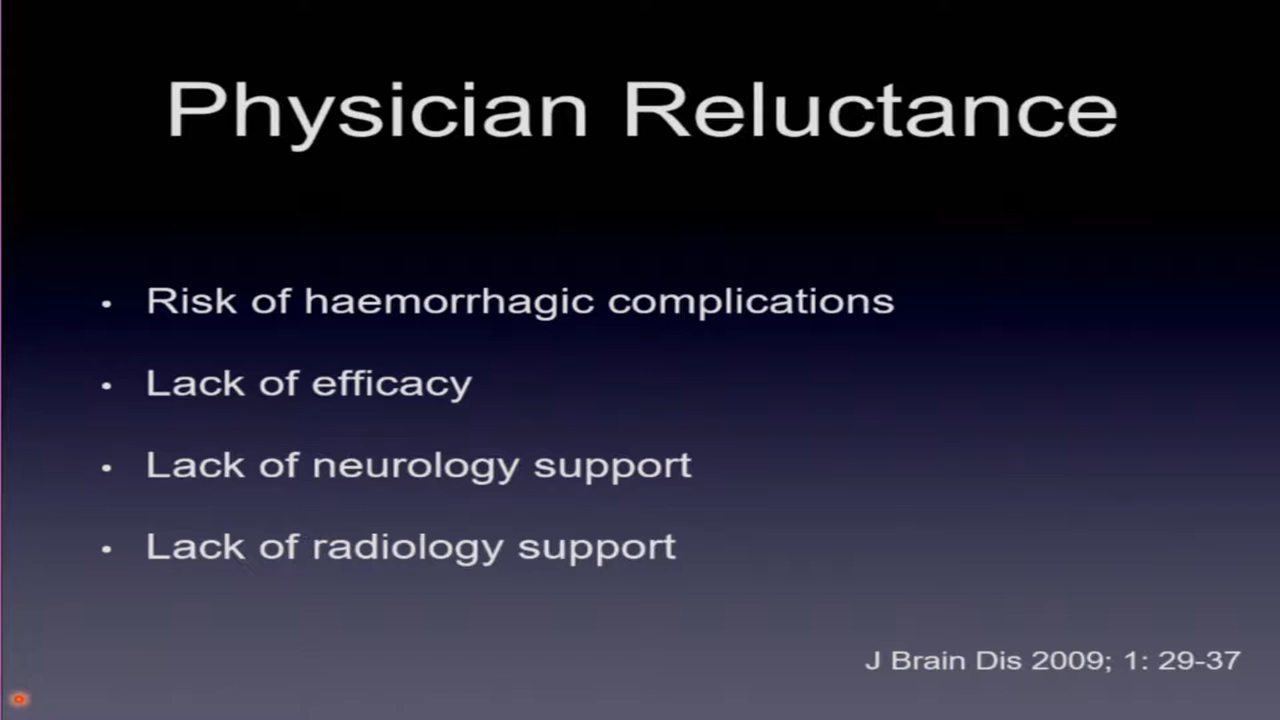 Physician Reluctance
• Risk of haemorrhagic complications
• Lack of efficacy
• Lack of neurology support
• Lack of radiology support
J Brain Dis 2009; 1: 29-37